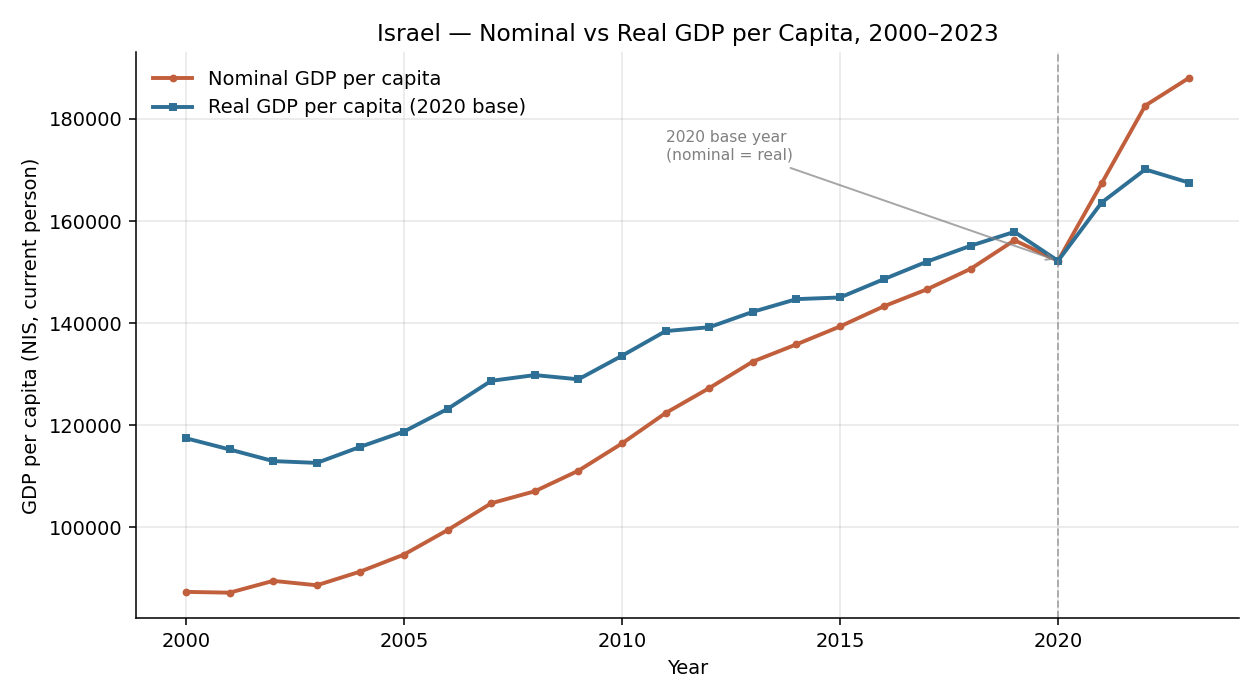 Israel — Nominal vs Real GDP per Capita, 2000–2023
Nominal GDP per capita
Real GDP per capita (2020 base)
2020 base year
(nominal = real)
GDP per capita (NIS, current person)
180000
160000
140000
120000
100000
2000
2005
2010
2015
2020
Year